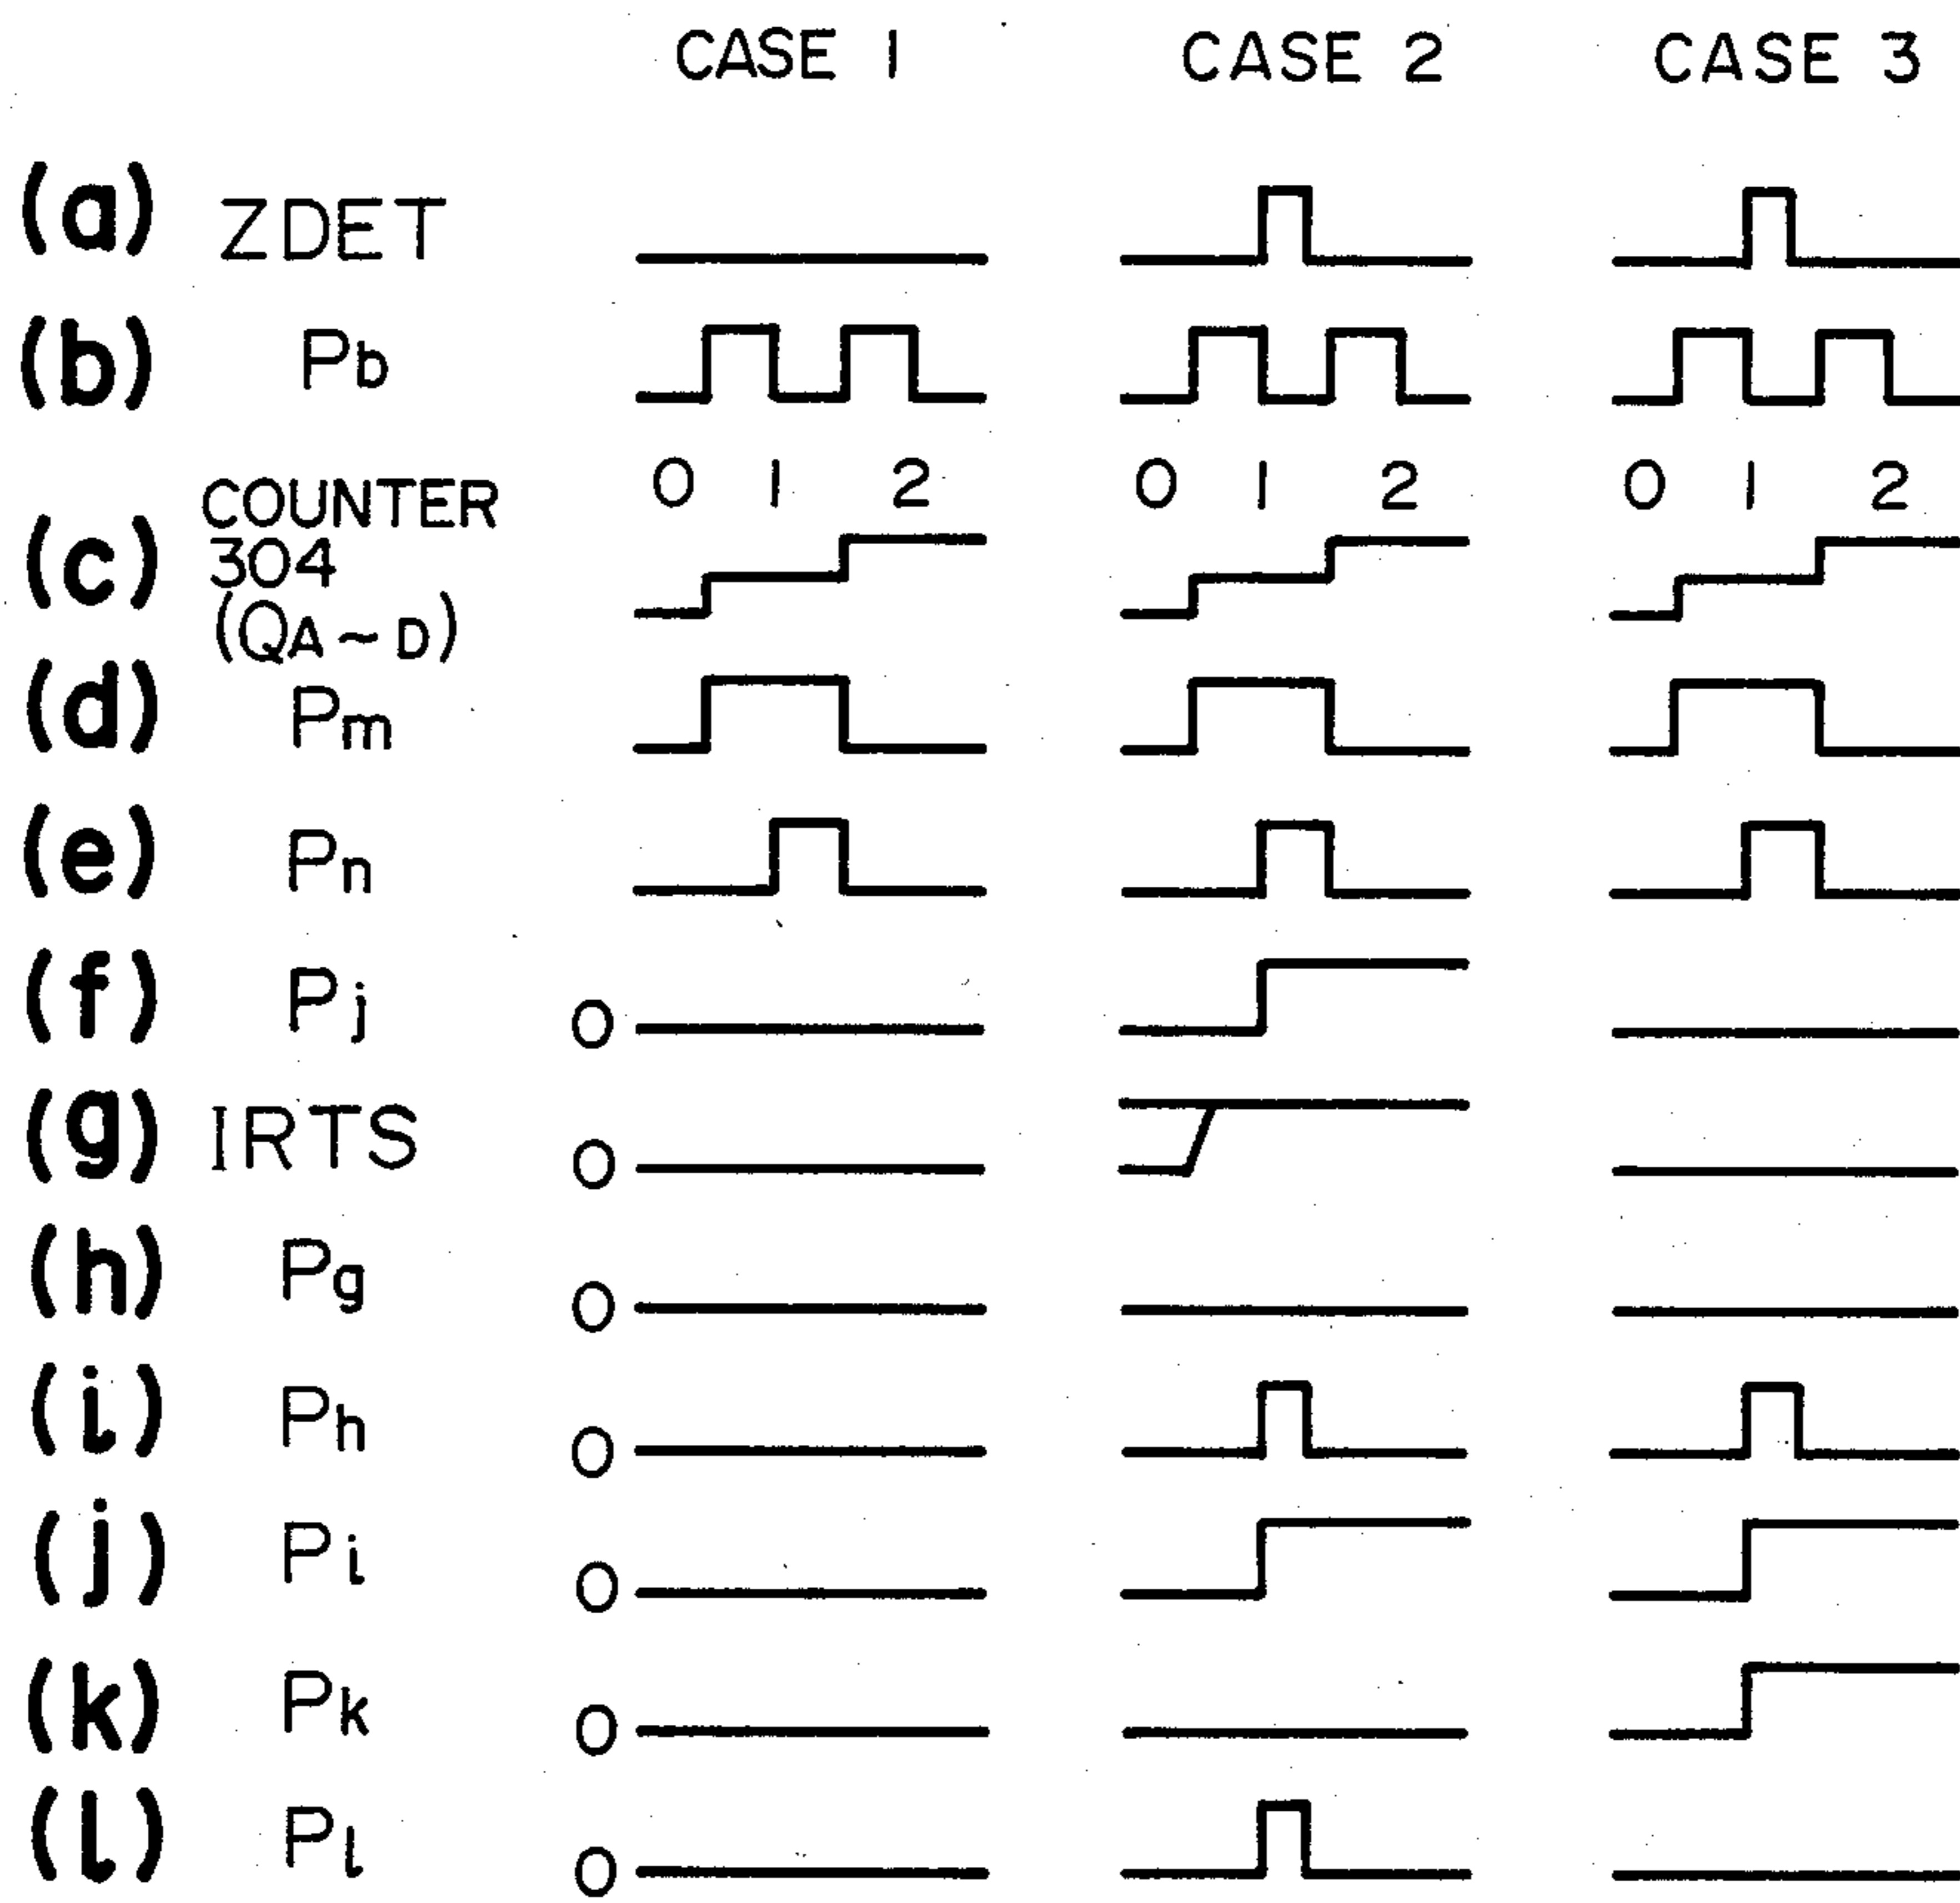 CASE 1 CASE 2 CASE 3
(a) ZDET
(b) Pb
0 1 2 0 1 2 0 1 2
(c) COUNTER
304
(QA~D)
(d) Pm
(e) Pn
(f) Pj 0
(g) IRTS 0
(h) Pg 0
(i) Ph 0
(j) Pi 0
(k) Pk 0
(l) Pl 0